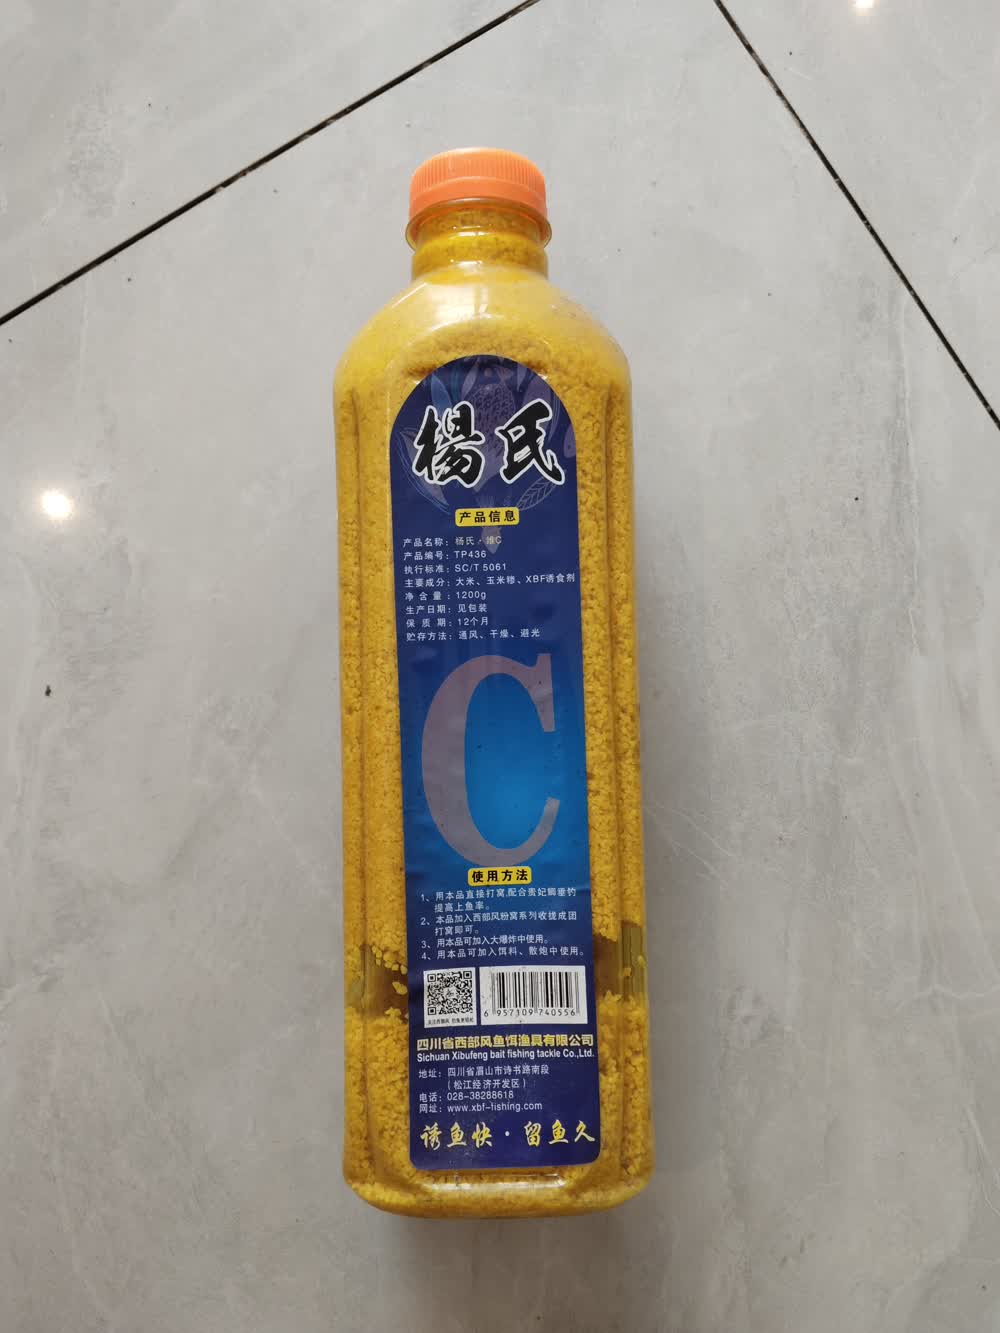 楊氏
产品信息
产品名称：杨氏·维C
产品编号：TP436
执行标准：SC/T 5061
主要成分：大米、玉米糁、XBF诱食剂
净含量：1200g
生产日期：见包装
保质期：12个月
贮存方法：通风、干燥、避光
C
使用方法
1、用本品直接打窝,配合贵妃鲫垂钓
提高上鱼率。
2、本品加入西部风粉窝系列收拢成团
打窝即可。
3、用本品可加入大爆炸中使用。
4、用本品可加入饵料、散炮中使用。
6 957109 740556
四川省西部风鱼饵渔具有限公司
Sichuan Xibufeng bait fishing tackle Co.,Ltd.
地址：四川省眉山市诗书路南段
（松江经济开发区）
电话：028-38288618
网址：www.xbf-fishing.com
诱鱼快·留鱼久